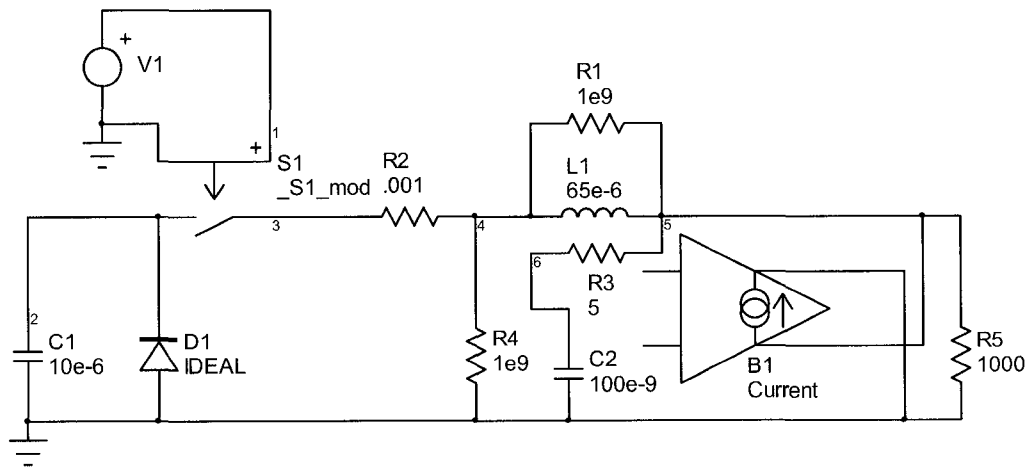 +
V1
1
+
S1
_S1_mod
R1
1e9
L1
65e-6
R2
.001
3
4
5
6
R3
5
2
C1
10e-6
D1
IDEAL
R4
1e9
C2
100e-9
B1
Current
R5
1000